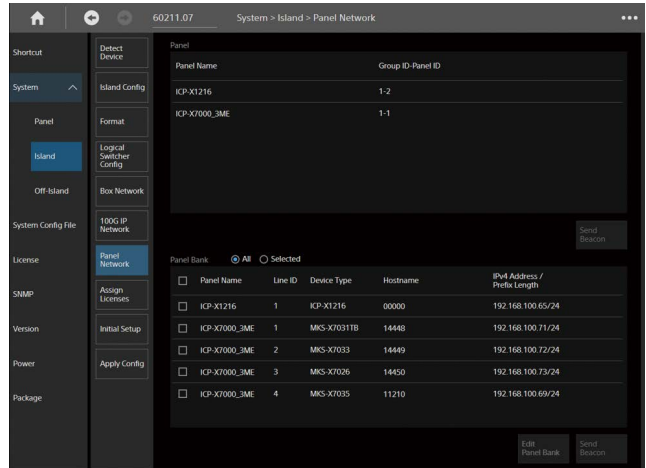 60211.07 System > Island > Panel Network
Shortcut
System
Panel
Island
Off-Island
System Config File
License
SNMP
Version
Power
Package
Detect
Device
Island Config
Format
Logical
Switcher
Config
Box Network
100G IP
Network
Panel
Network
Assign
Licenses
Initial Setup
Apply Config
Panel
Panel Name Group ID-Panel ID
ICP-X1216 1-2
ICP-X7000_3ME 1-1
Send
Beacon
Panel Bank All Selected
Panel Name Line ID Device Type Hostname IPv4 Address /
Prefix Length
ICP-X1216 1 ICP-X1216 00000 192.168.100.65/24
ICP-X7000_3ME 1 MKS-X7031TB 14448 192.168.100.71/24
ICP-X7000_3ME 2 MKS-X7033 14449 192.168.100.72/24
ICP-X7000_3ME 3 MKS-X7026 14450 192.168.100.73/24
ICP-X7000_3ME 4 MKS-X7035 11210 192.168.100.69/24
Edit
Panel Bank
Send
Beacon